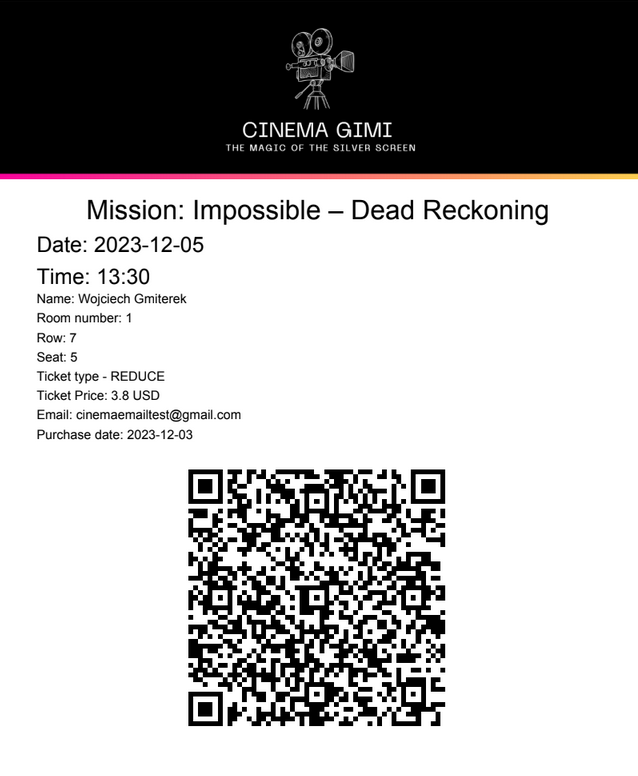 CINEMA GIMI
THE MAGIC OF THE SILVER SCREEN
Mission: Impossible – Dead Reckoning
Date: 2023-12-05
Time: 13:30
Name: Wojciech Gmiterek
Room number: 1
Row: 7
Seat: 5
Ticket type - REDUCE
Ticket Price: 3.8 USD
Email: cinemaemailtest@gmail.com
Purchase date: 2023-12-03